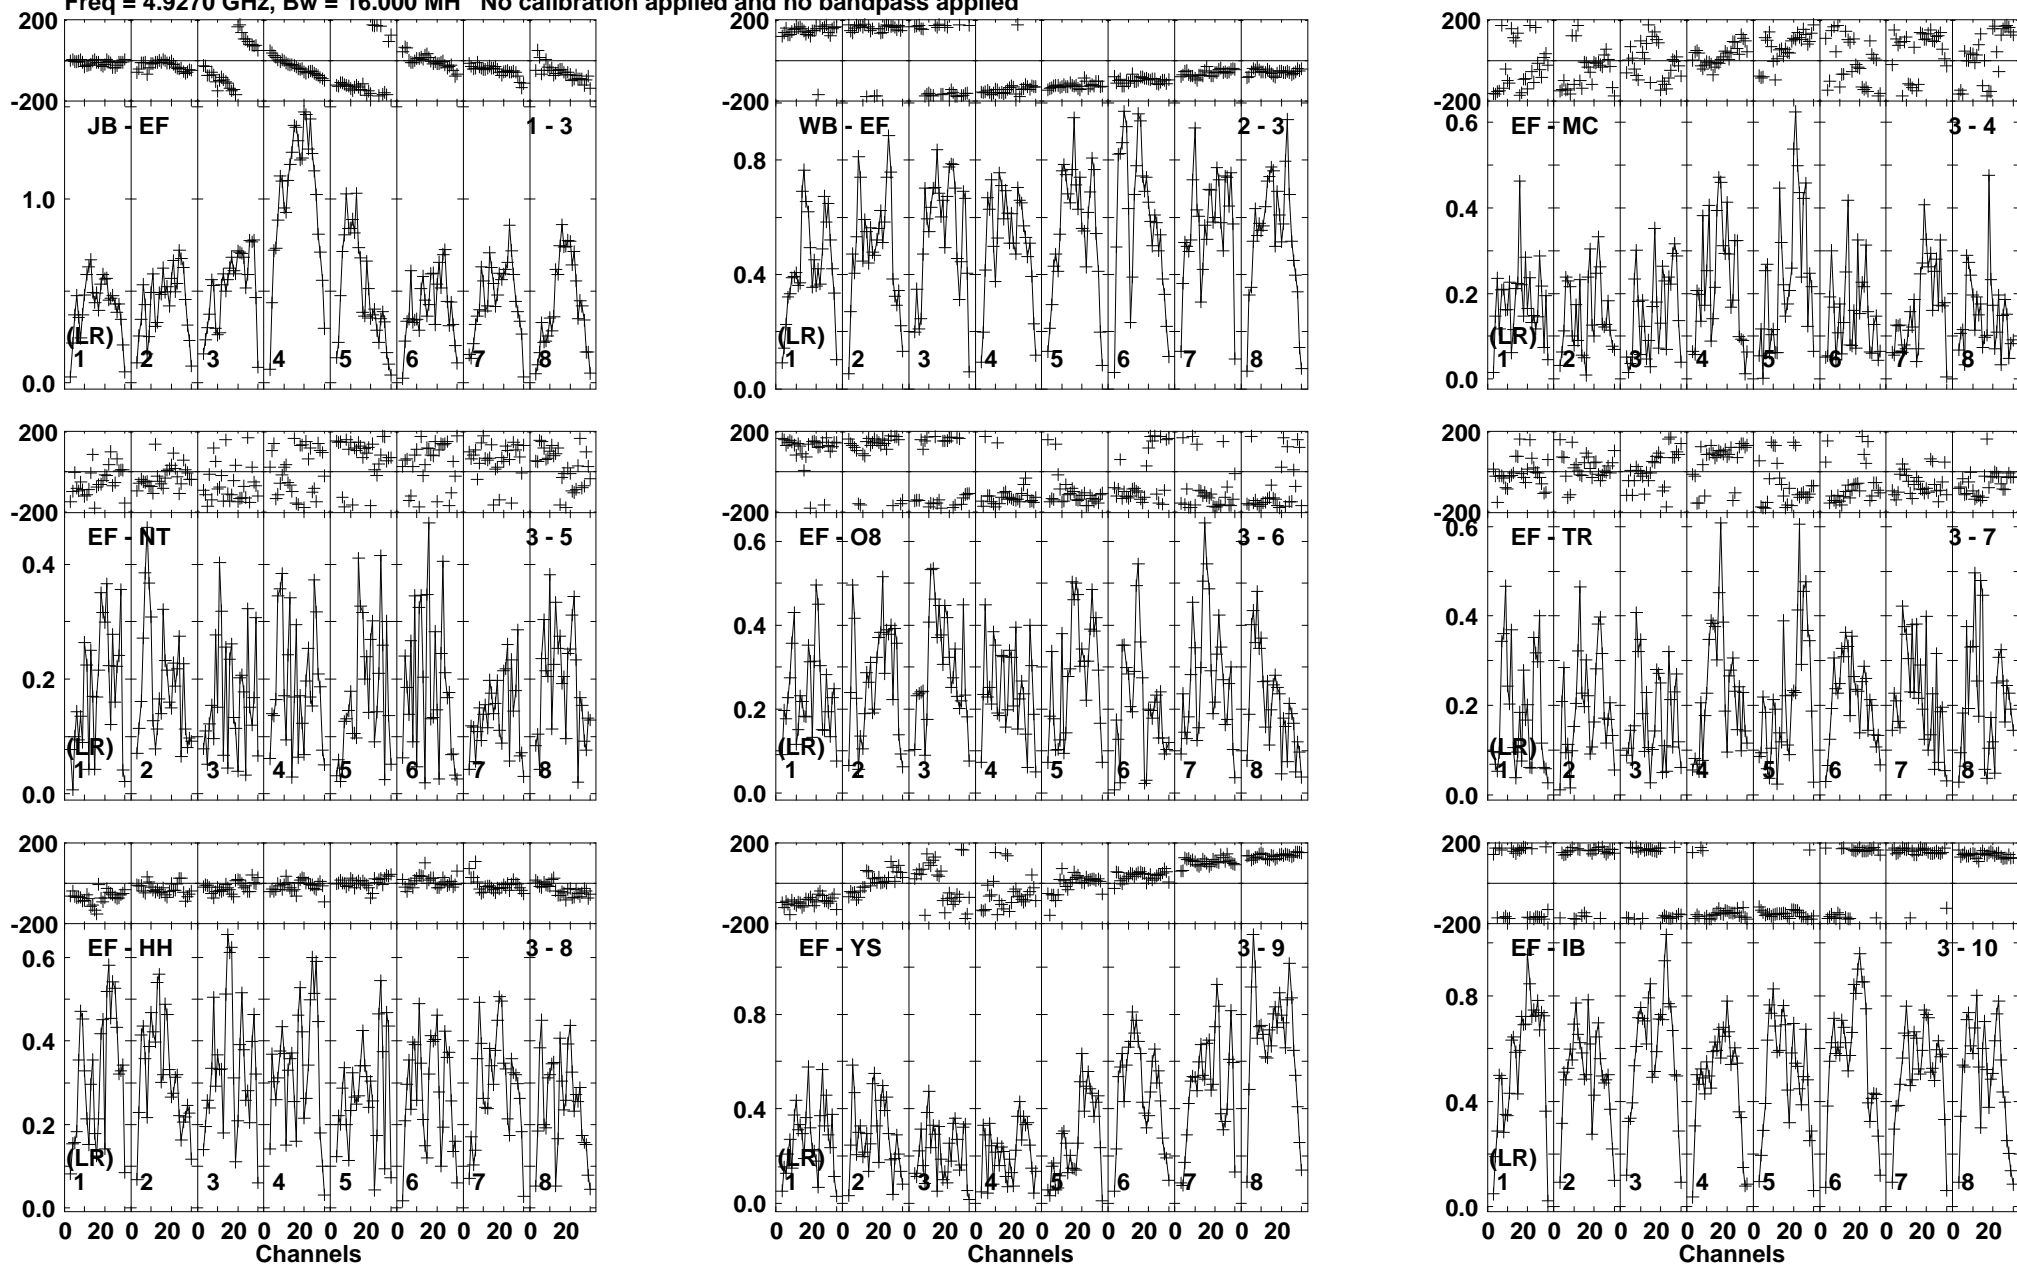 Freq = 4.9270 GHz, Bw = 16.000 MH No calibration applied and no bandpass applied
200 200 200
-200 -200 -200
JB - EF 1 - 3 WB - EF 2 - 3 EF - MC 3 - 4
0.6
0.8
1.0
0.4
0.4
0.2
(LR) (LR) (LR)
1 2 3 4 5 6 7 8 1 2 3 4 5 6 7 8 1 2 3 4 5 6 7 8
0.0 0.0 0.0
200 200 200
-200 -200 -200
EF - NT 3 - 5 EF - O8 3 - 6 EF - TR 3 - 7
0.6 0.6
0.4
0.4 0.4
0.2 0.2 0.2
(LR) (LR) (LR)
1 2 3 4 5 6 7 8 1 2 3 4 5 6 7 8 1 2 3 4 5 6 7 8
0.0 0.0 0.0
200 200 200
-200 -200 -200
EF - HH 3 - 8 EF - YS 3 - 9 EF - IB 3 - 10
0.6
0.8 0.8
0.4
0.4 0.4
0.2
(LR) (LR) (LR)
1 2 3 4 5 6 7 8 1 2 3 4 5 6 7 8 1 2 3 4 5 6 7 8
0.0 0.0 0.0
0 20 0 20 0 20 0 20 0 20 0 20 0 20 0 20 0 20 0 20 0 20 0 20 0 20 0 20 0 20 0 20 0 20 0 20 0 20 0 20 0 20 0 20 0 20 0 20
Channels Channels Channels